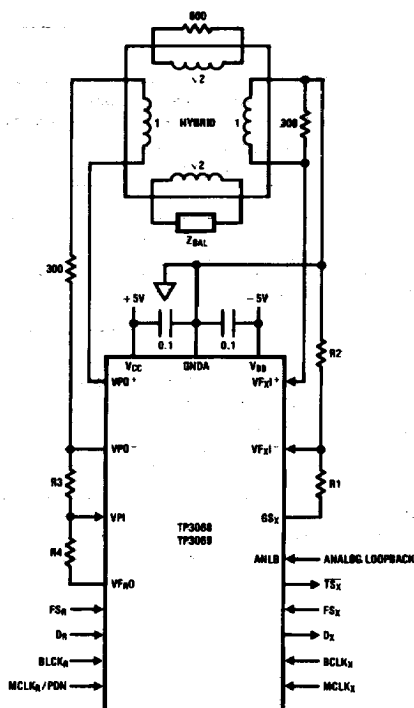 600
√2
1
HYBRID
1
300
√2
Z_BAL
300
+5V
-5V
0.1
0.1
R2
V_CC
GNDA
V_BB
VPO+
VF_XI+
VPO-
VF_XI-
R3
R1
VPI
GS_X
TP3068
TP3069
R4
ANLB
ANALOG LOOPBACK
VF_RO
TS_X
FS_R
FS_X
D_R
D_X
BLCK_R
BCLK_X
MCLK_R/PDN
MCLK_X